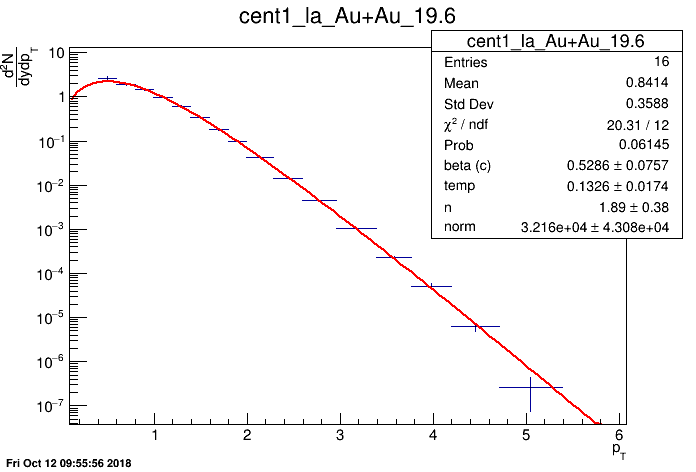 cent1_la_Au+Au_19.6
cent1_la_Au+Au_19.6
Entries 16
Mean 0.8414
Std Dev 0.3588
χ² / ndf 20.31 / 12
Prob 0.06145
beta (c) 0.5286 ± 0.0757
temp 0.1326 ± 0.0174
n 1.89 ± 0.38
norm 3.216e+04 ± 4.308e+04
d²N
dydp_T
10
1
10⁻¹
10⁻²
10⁻³
10⁻⁴
10⁻⁵
10⁻⁶
10⁻⁷
1 2 3 4 5 6
p_T
Fri Oct 12 09:55:56 2018